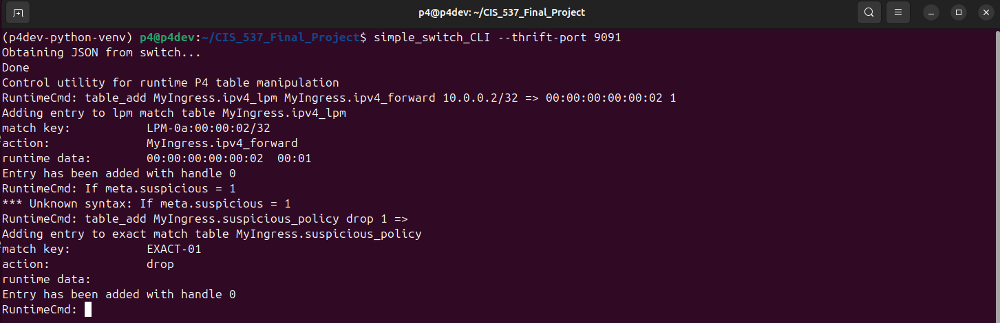 p4@p4dev: ~/CIS_537_Final_Project
(p4dev-python-venv) p4@p4dev:~/CIS_537_Final_Project$ simple_switch_CLI --thrift-port 9091
Obtaining JSON from switch...
Done
Control utility for runtime P4 table manipulation
RuntimeCmd: table_add MyIngress.ipv4_lpm MyIngress.ipv4_forward 10.0.0.2/32 => 00:00:00:00:00:02 1
Adding entry to lpm match table MyIngress.ipv4_lpm
match key:           LPM-0a:00:00:02/32
action:              MyIngress.ipv4_forward
runtime data:        00:00:00:00:00:02  00:01
Entry has been added with handle 0
RuntimeCmd: If meta.suspicious = 1
*** Unknown syntax: If meta.suspicious = 1
RuntimeCmd: table_add MyIngress.suspicious_policy drop 1 =>
Adding entry to exact match table MyIngress.suspicious_policy
match key:           EXACT-01
action:              drop
runtime data:
Entry has been added with handle 0
RuntimeCmd: